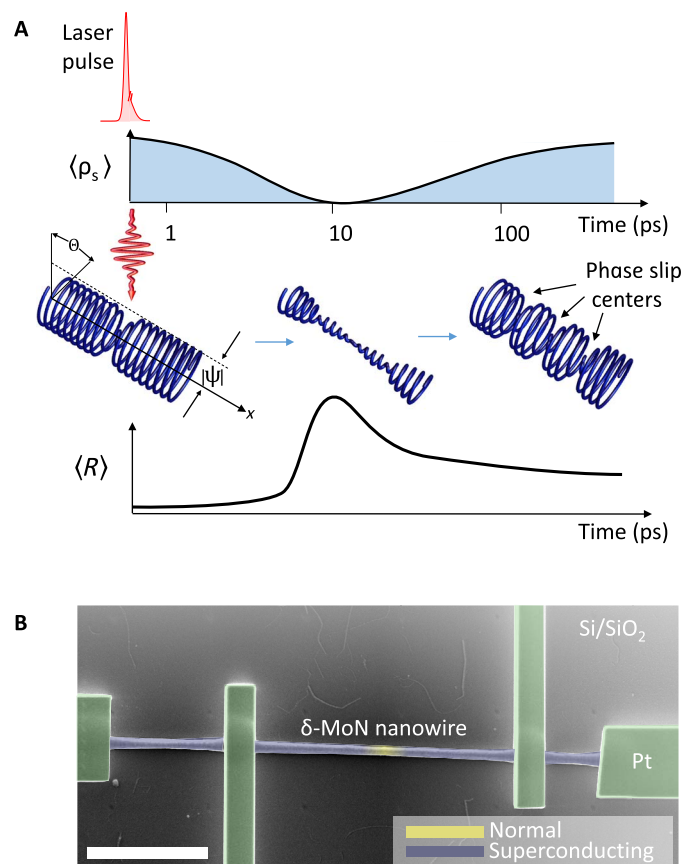 A
Laser
pulse
⟨ρs⟩
1
10
100
Time (ps)
Θ
Phase slip
centers
|ψ|
x
⟨R⟩
Time (ps)
B
Si/SiO2
δ-MoN nanowire
Pt
Normal
Superconducting